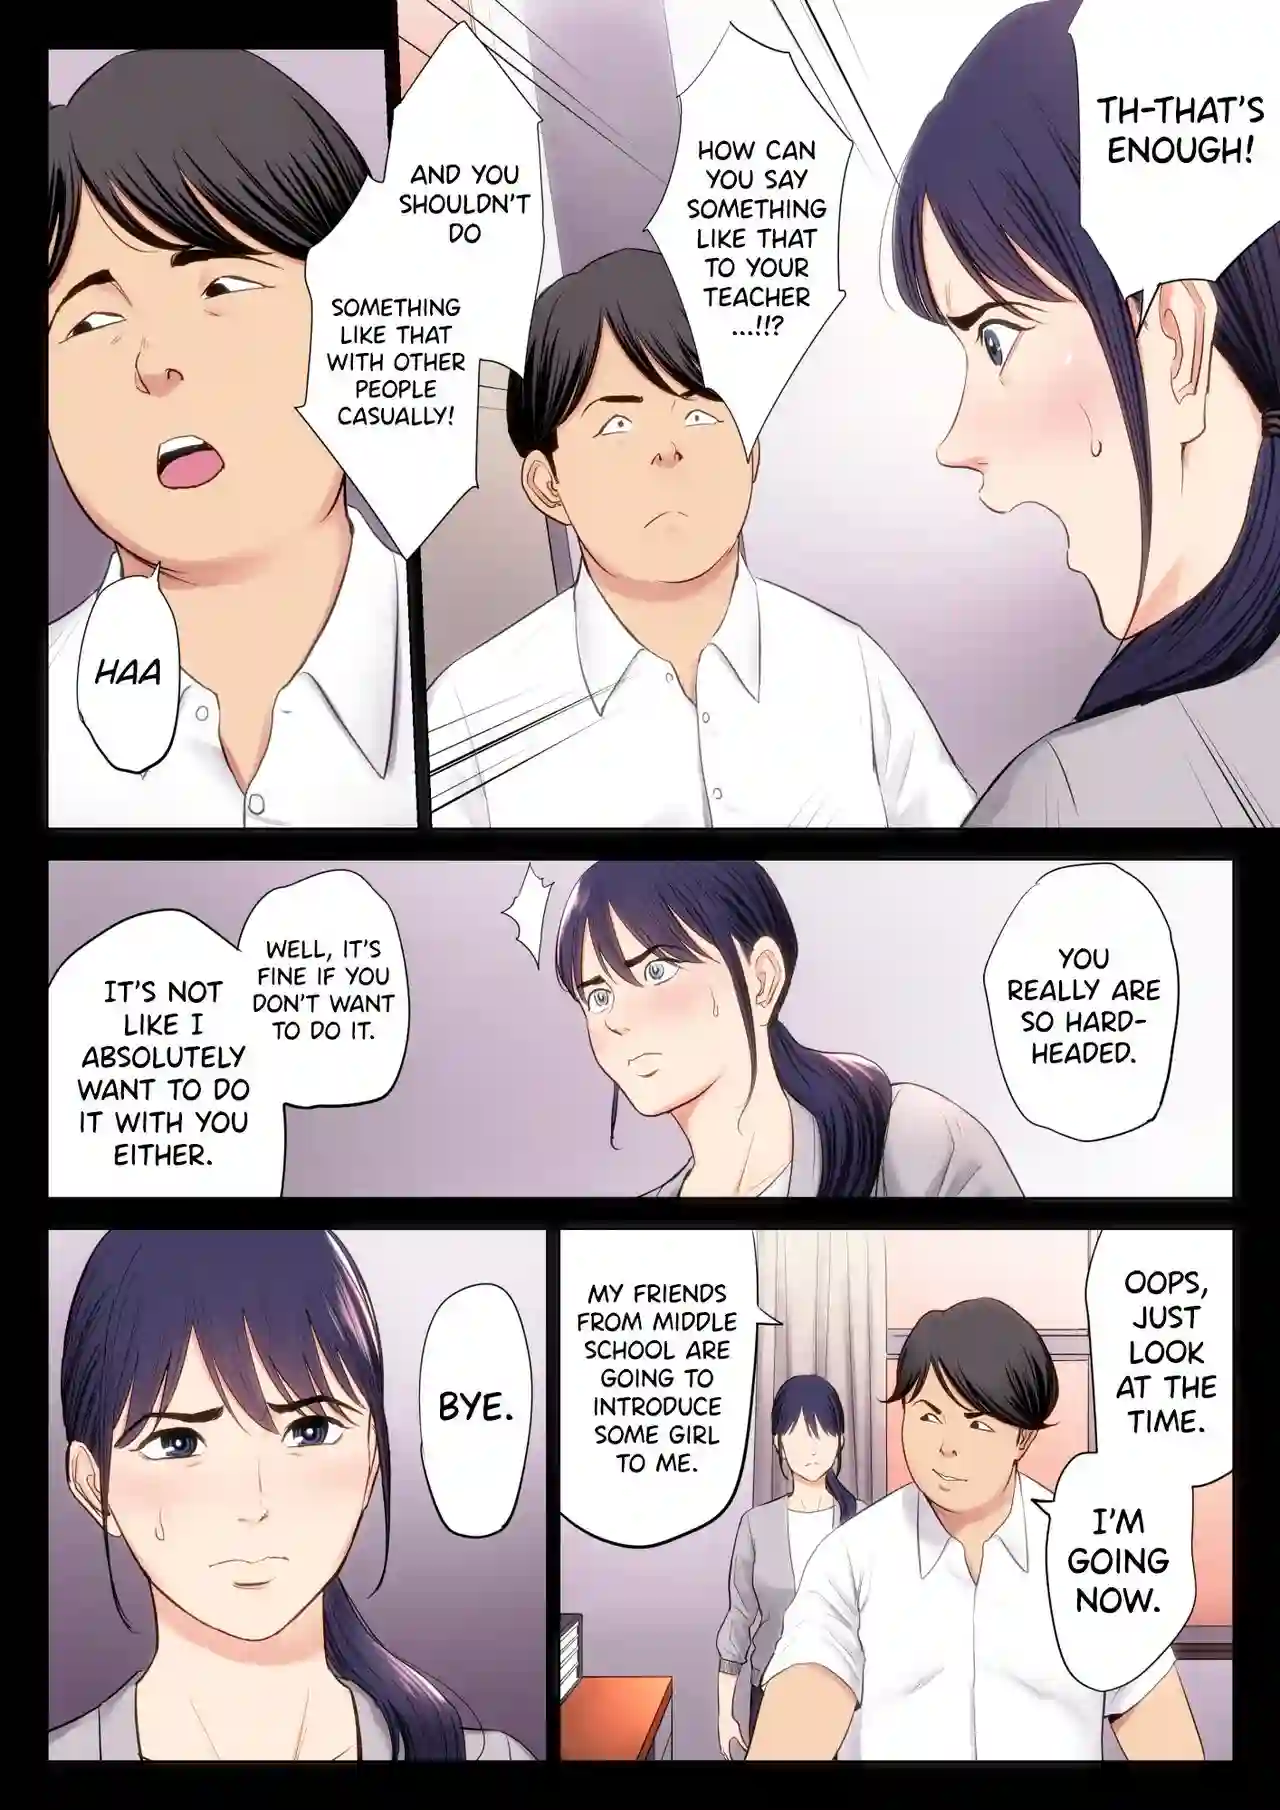 TH-THAT'S
ENOUGH!
HOW CAN
YOU SAY
SOMETHING
LIKE THAT
TO YOUR
TEACHER
...!!?
AND YOU
SHOULDN'T
DO
SOMETHING
LIKE THAT
WITH OTHER
PEOPLE
CASUALLY!
HAA
YOU
REALLY ARE
SO HARD-
HEADED.
WELL, IT'S
FINE IF YOU
DON'T WANT
TO DO IT.
IT'S NOT
LIKE I
ABSOLUTELY
WANT TO DO
IT WITH YOU
EITHER.
OOPS,
JUST
LOOK
AT THE
TIME.
I'M
GOING
NOW.
MY FRIENDS
FROM MIDDLE
SCHOOL ARE
GOING TO
INTRODUCE
SOME GIRL
TO ME.
BYE.